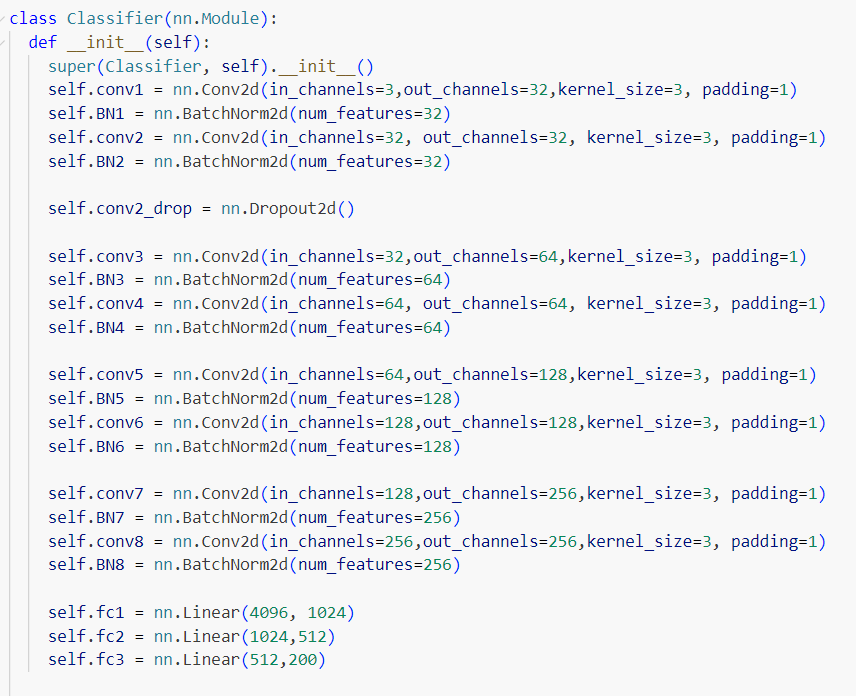 class Classifier(nn.Module):
def __init__(self):
super(Classifier, self).__init__()
self.conv1 = nn.Conv2d(in_channels=3,out_channels=32,kernel_size=3, padding=1)
self.BN1 = nn.BatchNorm2d(num_features=32)
self.conv2 = nn.Conv2d(in_channels=32, out_channels=32, kernel_size=3, padding=1)
self.BN2 = nn.BatchNorm2d(num_features=32)
self.conv2_drop = nn.Dropout2d()
self.conv3 = nn.Conv2d(in_channels=32,out_channels=64,kernel_size=3, padding=1)
self.BN3 = nn.BatchNorm2d(num_features=64)
self.conv4 = nn.Conv2d(in_channels=64, out_channels=64, kernel_size=3, padding=1)
self.BN4 = nn.BatchNorm2d(num_features=64)
self.conv5 = nn.Conv2d(in_channels=64,out_channels=128,kernel_size=3, padding=1)
self.BN5 = nn.BatchNorm2d(num_features=128)
self.conv6 = nn.Conv2d(in_channels=128,out_channels=128,kernel_size=3, padding=1)
self.BN6 = nn.BatchNorm2d(num_features=128)
self.conv7 = nn.Conv2d(in_channels=128,out_channels=256,kernel_size=3, padding=1)
self.BN7 = nn.BatchNorm2d(num_features=256)
self.conv8 = nn.Conv2d(in_channels=256,out_channels=256,kernel_size=3, padding=1)
self.BN8 = nn.BatchNorm2d(num_features=256)
self.fc1 = nn.Linear(4096, 1024)
self.fc2 = nn.Linear(1024,512)
self.fc3 = nn.Linear(512,200)